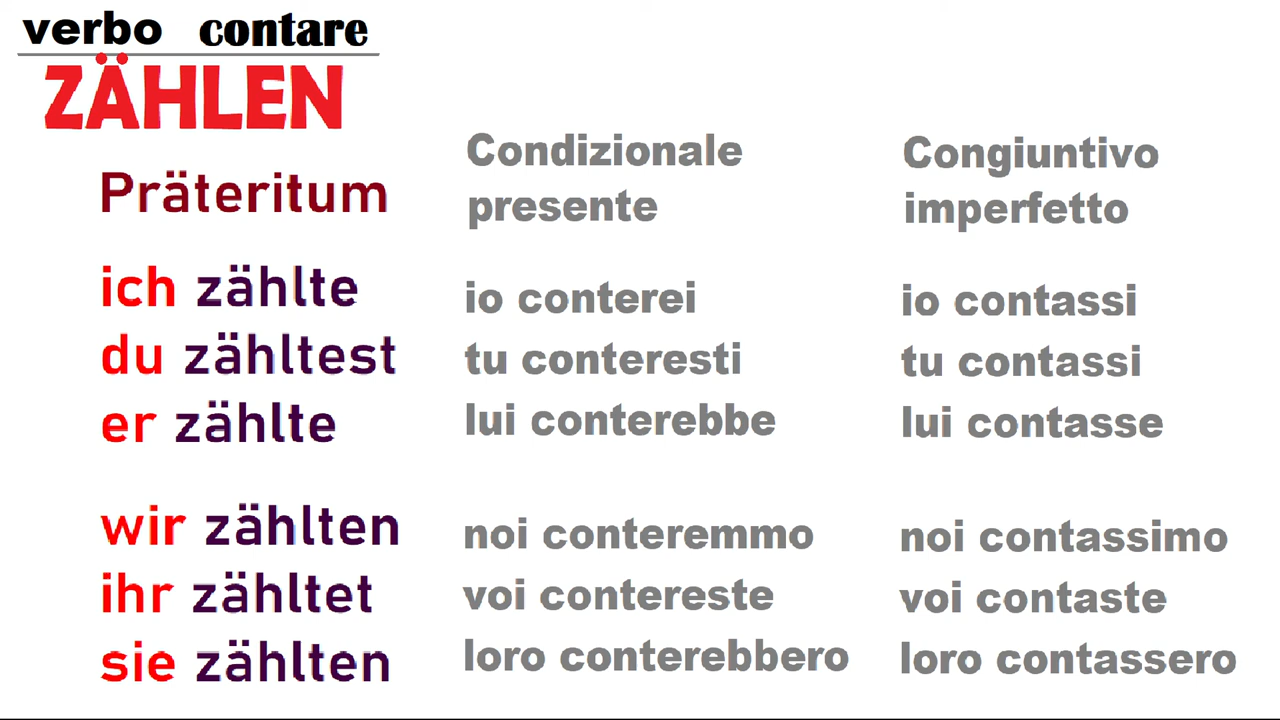 verbo contare
ZÄHLEN
Präteritum
ich zählte
du zähltest
er zählte
wir zählten
ihr zähltet
sie zählten
Condizionale
presente
io conterei
tu conteresti
lui conterebbe
noi conteremmo
voi contereste
loro conterebbero
Congiuntivo
imperfetto
io contassi
tu contassi
lui contasse
noi contassimo
voi contaste
loro contassero